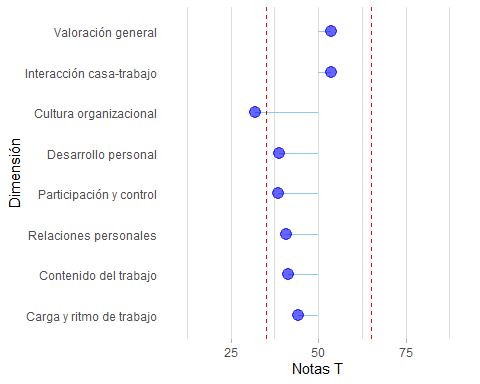 Valoración general
Interacción casa-trabajo
Cultura organizacional
Desarrollo personal
Participación y control
Relaciones personales
Contenido del trabajo
Carga y ritmo de trabajo
Dimensión
25 50 75
Notas T